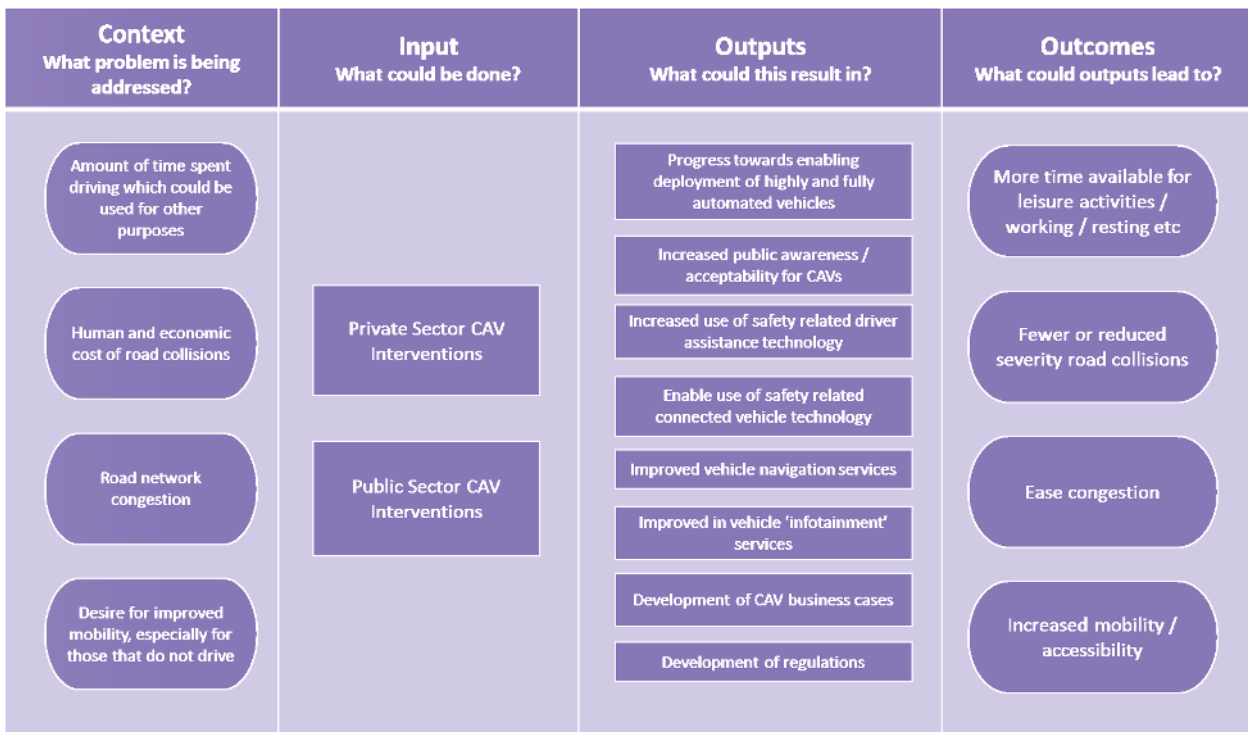 Context
What problem is being
addressed?
Input
What could be done?
Outputs
What could this result in?
Outcomes
What could outputs lead to?
Amount of time spent
driving which could be
used for other
purposes
Human and economic
cost of road collisions
Road network
congestion
Desire for improved
mobility, especially for
those that do not drive
Private Sector CAV
Interventions
Public Sector CAV
Interventions
Progress towards enabling
deployment of highly and fully
automated vehicles
Increased public awareness /
acceptability for CAVs
Increased use of safety related driver
assistance technology
Enable use of safety related
connected vehicle technology
Improved vehicle navigation services
Improved in vehicle 'infotainment'
services
Development of CAV business cases
Development of regulations
More time available for
leisure activities /
working / resting etc
Fewer or reduced
severity road collisions
Ease congestion
Increased mobility /
accessibility